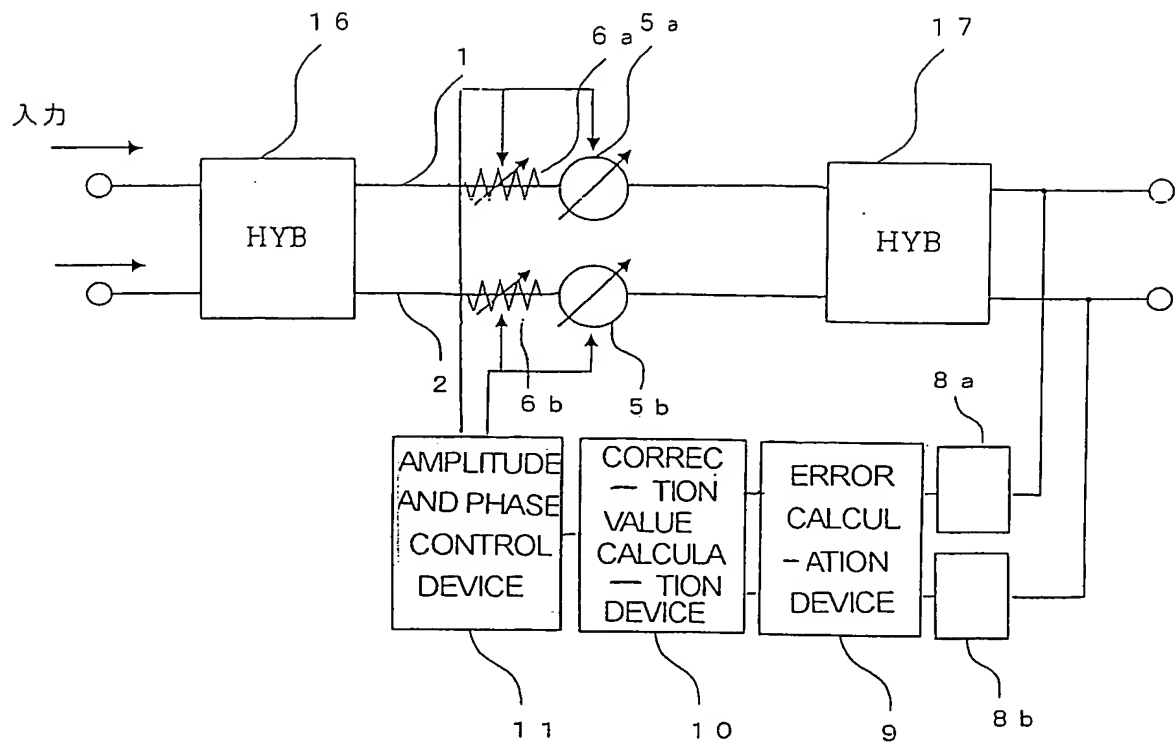 １６
１
６ａ
５ａ
１７
入力
HYB
HYB
２
６ｂ
５ｂ
８ａ
AMPLITUDE
AND PHASE
CONTROL
DEVICE
CORREC
－ TION
VALUE
CALCULA
－ TION
DEVICE
ERROR
CALCUL
－ATION
DEVICE
１１
１０
９
８ｂ